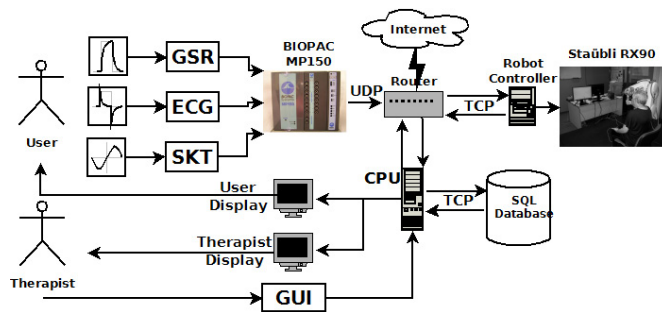 Internet
BIOPAC
MP150
Staübli RX90
GSR
Robot
Controller
Router
UDP
TCP
ECG
User
SKT
CPU
User
Display
TCP
SQL
Database
Therapist
Display
Therapist
GUI